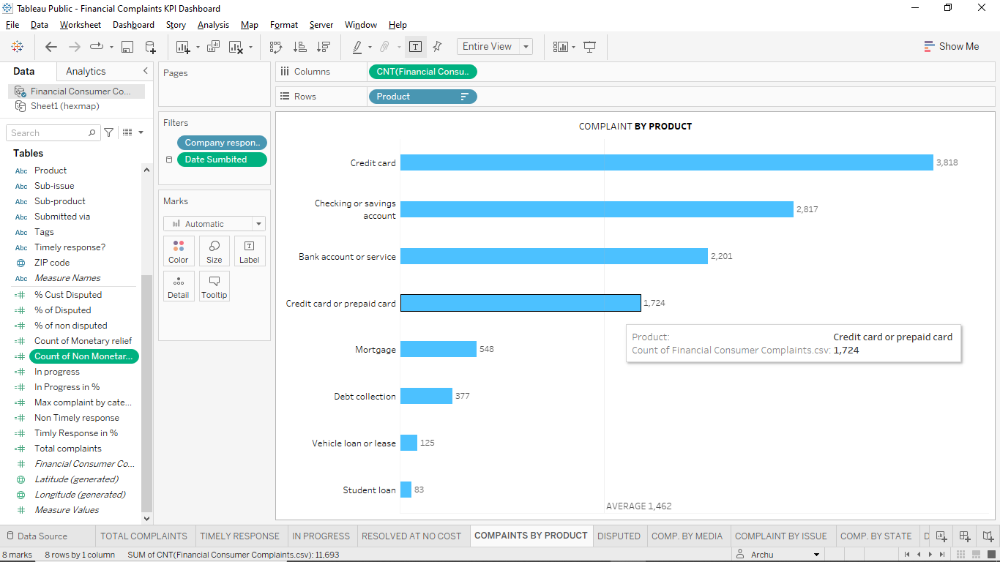 Tableau Public - Financial Complaints KPI Dashboard
File Data Worksheet Dashboard Story Analysis Map Format Server Window Help
Entire View
Show Me
Data Analytics
Financial Consumer Co...
Sheet1 (hexmap)
Search
Tables
Abc Product
Abc Sub-issue
Abc Sub-product
Abc Submitted via
Abc Tags
Abc Timely response?
ZIP code
Abc Measure Names
% Cust Disputed
% of Disputed
% of non disputed
Count of Monetary relief
Count of Non Monetar...
In progress
In Progress in %
Max complaint by cate...
Non Timely response
Timly Response in %
Total complaints
Financial Consumer Co...
Latitude (generated)
Longitude (generated)
Measure Values
Pages
Filters
Company respon..
Date Sumbited
Marks
Automatic
Color Size Label
Detail Tooltip
Columns CNT(Financial Consu..
Rows Product
COMPLAINT BY PRODUCT
Credit card 3,818
Checking or savings
account
2,817
Bank account or service 2,201
Credit card or prepaid card 1,724
Product: Credit card or prepaid card
Count of Financial Consumer Complaints.csv: 1,724
Mortgage 548
Debt collection 377
Vehicle loan or lease 125
Student loan 83
AVERAGE 1,462
Data Source TOTAL COMPLAINTS TIMELY RESPONSE IN PROGRESS RESOLVED AT NO COST COMPAINTS BY PRODUCT DISPUTED COMP. BY MEDIA COMPLAINT BY ISSUE COMP. BY STATE D
8 marks 8 rows by 1 column SUM of CNT(Financial Consumer Complaints.csv): 11,693 Archu